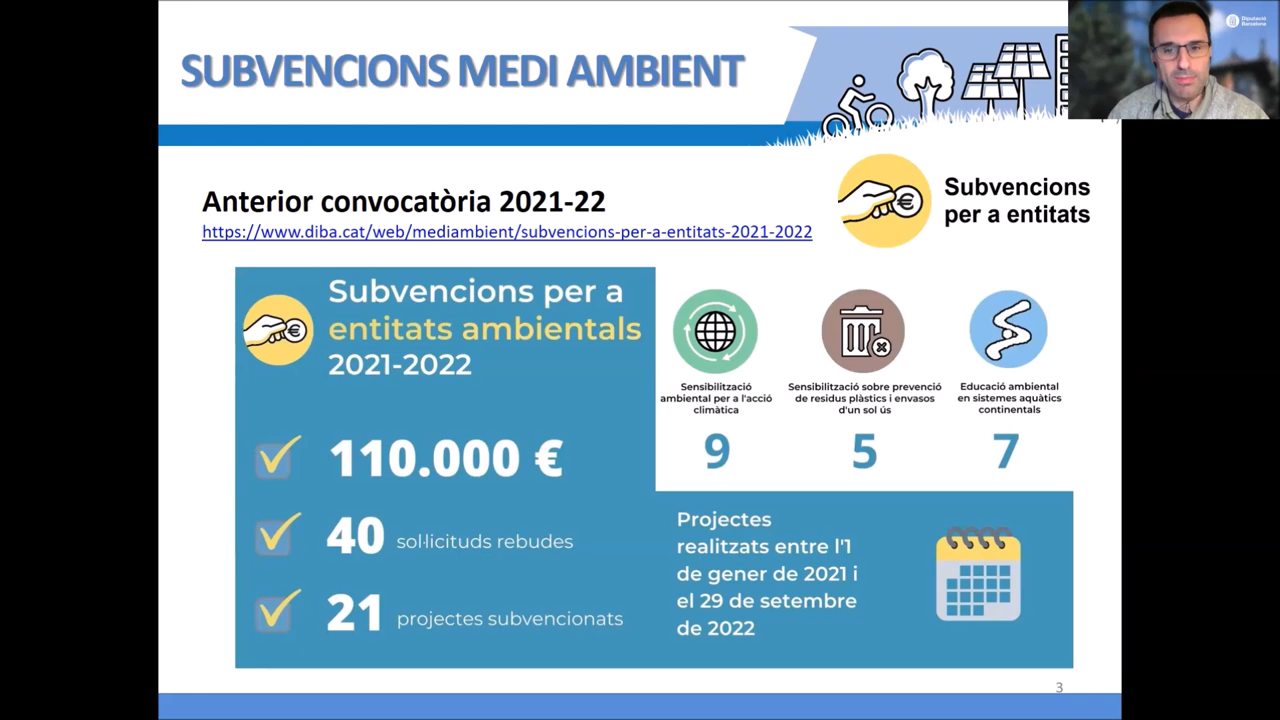 SUBVENCIONS MEDI AMBIENT
Diputació
Barcelona
Anterior convocatòria 2021-22
https://www.diba.cat/web/mediambient/subvencions-per-a-entitats-2021-2022
Subvencions
per a entitats
Subvencions per a
entitats ambientals
2021-2022
110.000 €
40 sol·licituds rebudes
21 projectes subvencionats
Sensibilització
ambiental per a l'acció
climàtica
9
Sensibilització sobre prevenció
de residus plàstics i envasos
d'un sol ús
5
Educació ambiental
en sistemes aquàtics
continentals
7
Projectes
realitzats entre l'1
de gener de 2021 i
el 29 de setembre
de 2022
3